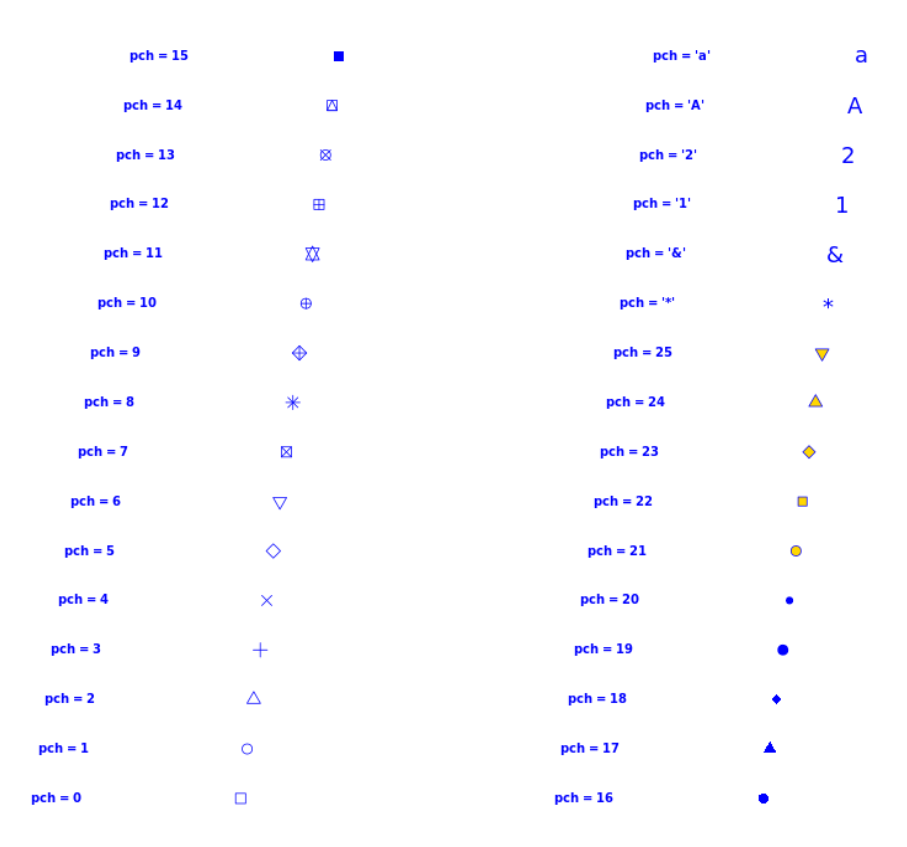 pch = 15
pch = 14
pch = 13
pch = 12
pch = 11
pch = 10
pch = 9
pch = 8
pch = 7
pch = 6
pch = 5
pch = 4
pch = 3
pch = 2
pch = 1
pch = 0
pch = 'a' a
pch = 'A' A
pch = '2' 2
pch = '1' 1
pch = '&' &
pch = '*' *
pch = 25
pch = 24
pch = 23
pch = 22
pch = 21
pch = 20
pch = 19
pch = 18
pch = 17
pch = 16